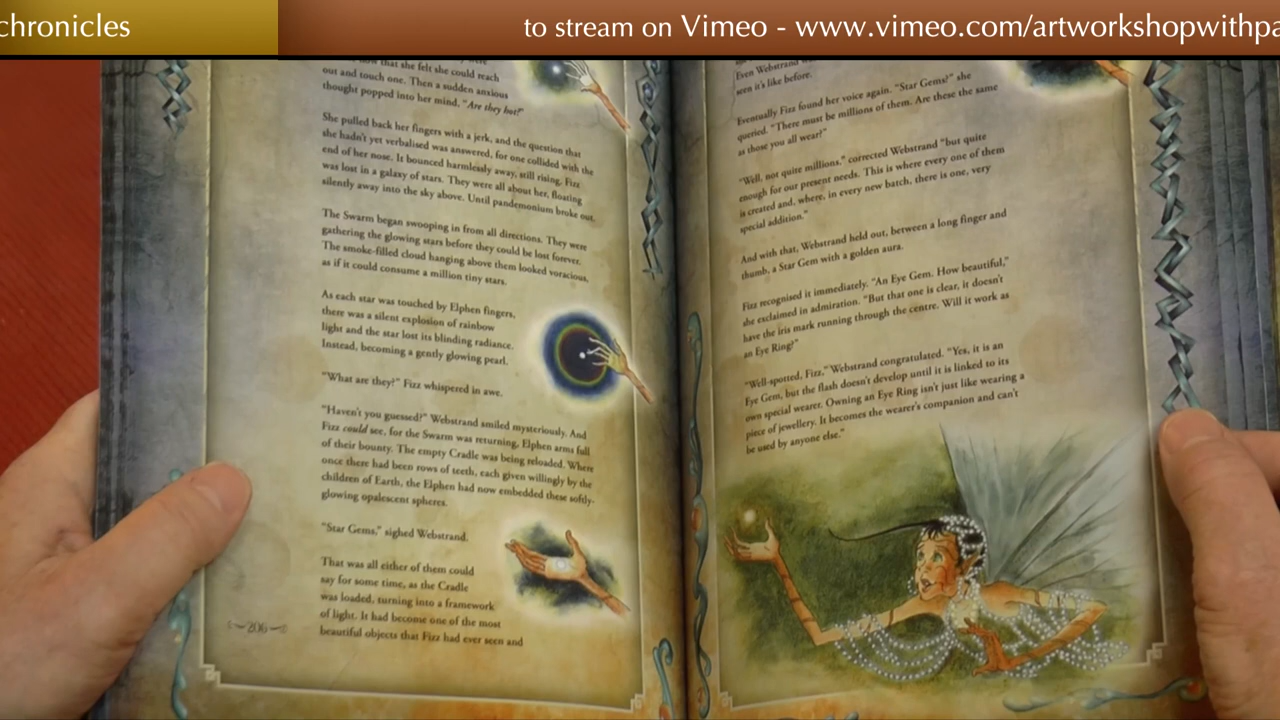 chronicles
to stream on Vimeo - www.vimeo.com/artworkshopwithpa
that she felt she could reach
out and touch one. Then a sudden anxious
thought popped into her mind. "Are they hot?"
She pulled back her fingers with a jerk, and the question that
she hadn't yet verbalised was answered, for one collided with the
end of her nose. It bounced harmlessly away, still rising. Fizz
was lost in a galaxy of stars. They were all about her, floating
silently away into the sky above. Until pandemonium broke out.
The Swarm began swooping in from all directions. They were
gathering the glowing stars before they could be lost forever.
The smoke-filled cloud hanging above them looked voracious,
as if it could consume a million tiny stars.
As each star was touched by Elphen fingers,
there was a silent explosion of rainbow
light and the star lost its blinding radiance.
Instead, becoming a gently glowing pearl.
"What are they?" Fizz whispered in awe.
"Haven't you guessed?" Webstrand smiled mysteriously. And
Fizz could see, for the Swarm was returning, Elphen arms full
of their bounty. The empty Cradle was being reloaded. Where
once there had been rows of teeth, each given willingly by the
children of Earth, the Elphen had now embedded these softly-
glowing opalescent spheres.
"Star Gems," sighed Webstrand.
That was all either of them could
say for some time, as the Cradle
was loaded, turning into a framework
of light. It had become one of the most
beautiful objects that Fizz had ever seen and
206
Even Webstrand
seen it's like before.
Eventually Fizz found her voice again. "Star Gems?" she
queried. "There must be millions of them. Are these the same
as those you all wear?"
"Well, not quite millions," corrected Webstrand "but quite
enough for our present needs. This is where every one of them
is created and, where, in every new batch, there is one, very
special addition."
And with that, Webstrand held out, between a long finger and
thumb, a Star Gem with a golden aura.
Fizz recognised it immediately. "An Eye Gem. How beautiful,"
she exclaimed in admiration. "But that one is clear, it doesn't
have the iris mark running through the centre. Will it work as
an Eye Ring?"
"Well-spotted, Fizz," Webstrand congratulated. "Yes, it is an
Eye Gem, but the flash doesn't develop until it is linked to its
own special wearer. Owning an Eye Ring isn't just like wearing a
piece of jewellery. It becomes the wearer's companion and can't
be used by anyone else."